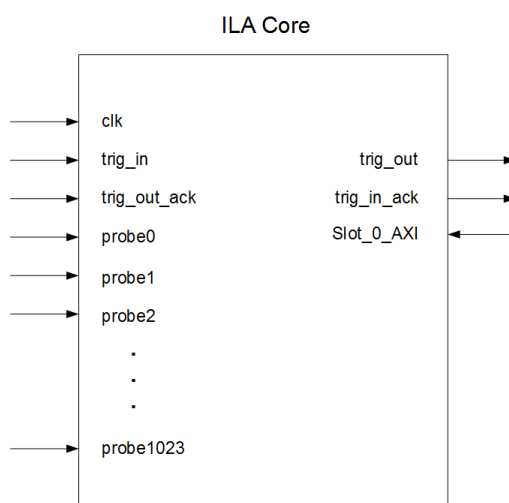 ILA Core
clk
trig_in
trig_out
trig_out_ack
trig_in_ack
probe0
Slot_0_AXI
probe1
probe2
.
.
.
probe1023